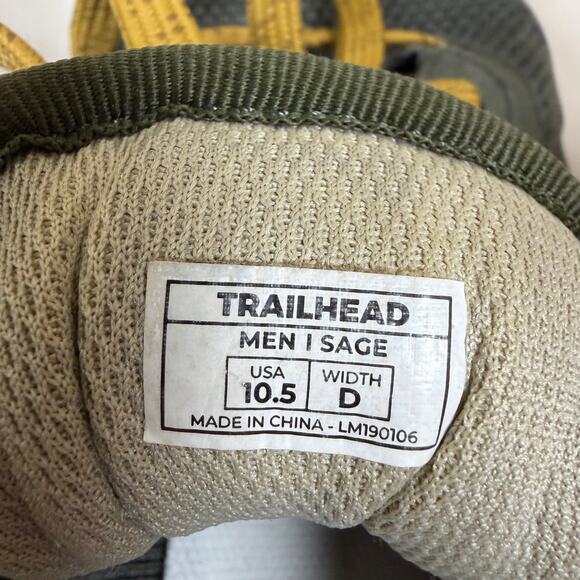 TRAILHEAD
MEN | SAGE
USA WIDTH
10.5 D
MADE IN CHINA - LM190106